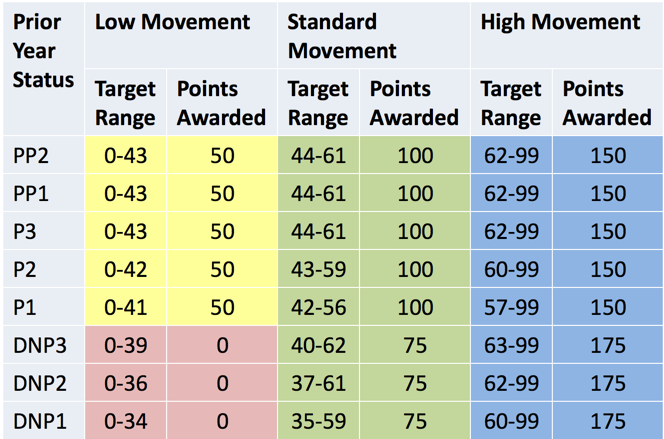 Prior Year Status Low Movement Standard Movement High Movement
Target Range Points Awarded Target Range Points Awarded Target Range Points Awarded
PP2 0-43 50 44-61 100 62-99 150
PP1 0-43 50 44-61 100 62-99 150
P3 0-43 50 44-61 100 62-99 150
P2 0-42 50 43-59 100 60-99 150
P1 0-41 50 42-56 100 57-99 150
DNP3 0-39 0 40-62 75 63-99 175
DNP2 0-36 0 37-61 75 62-99 175
DNP1 0-34 0 35-59 75 60-99 175